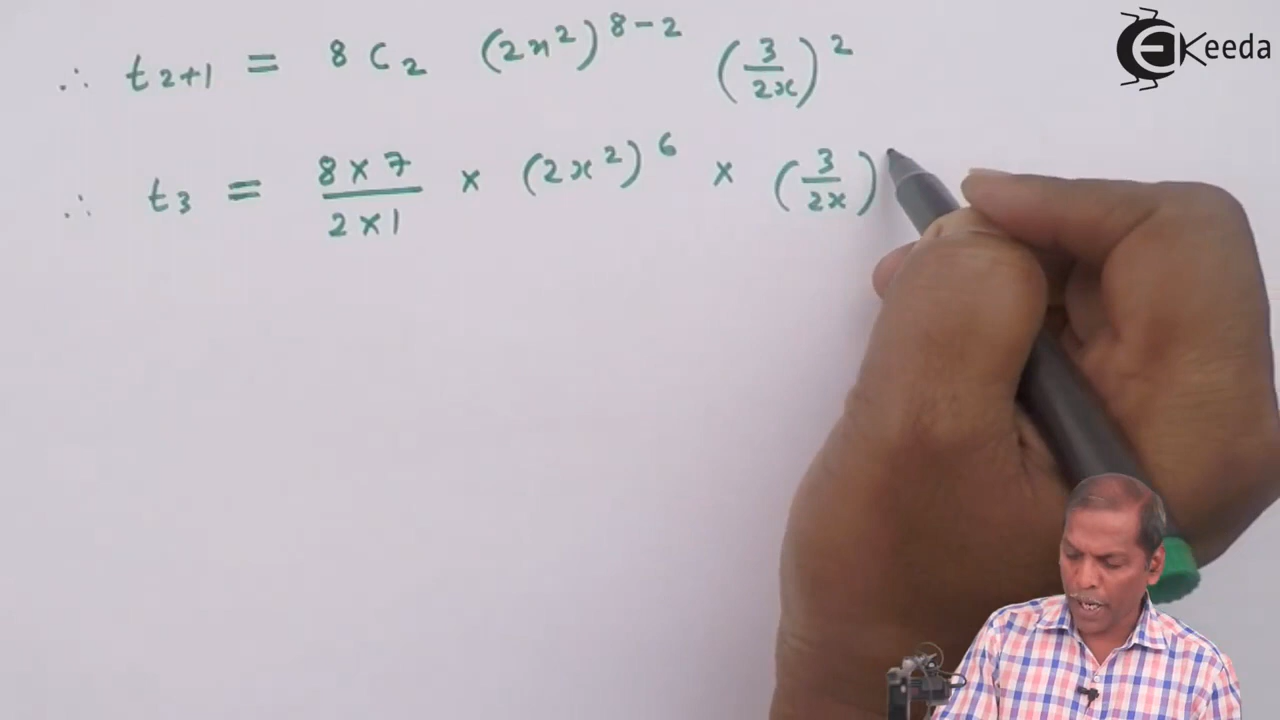 EKeeda
∴ t₂₊₁ = 8 C₂ (2x²)⁸⁻² (3/2x)²
∴ t₃ = 8 × 7 / 2 × 1 × (2x²)⁶ × (3/2x)